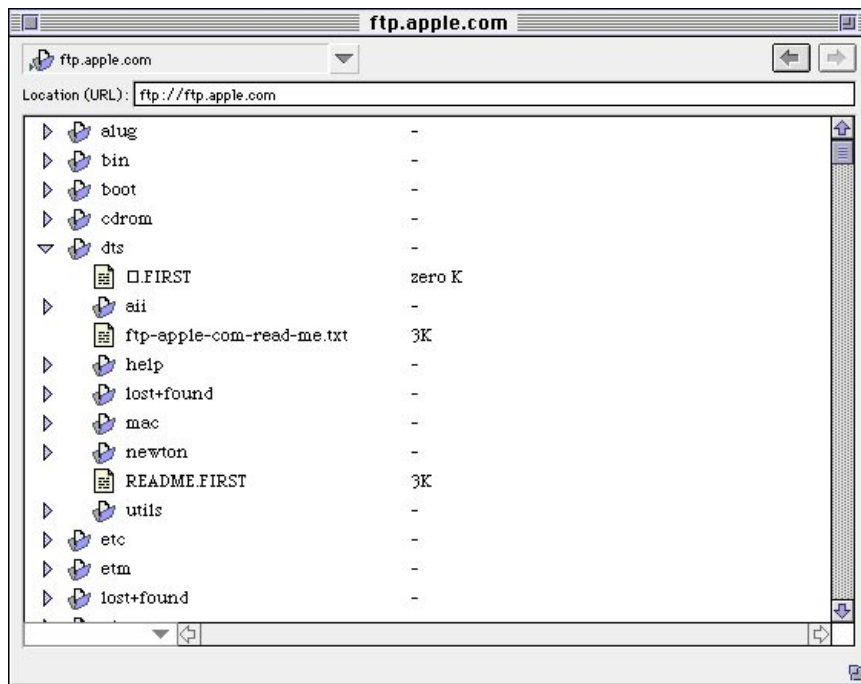 ftp.apple.com
ftp.apple.com
Location (URL): ftp://ftp.apple.com
alug -
bin -
boot -
cdrom -
dts -
□.FIRST zero K
aii -
ftp-apple-com-read-me.txt 3K
help -
lost+found -
mac -
newton -
README.FIRST 3K
utils -
etc -
etm -
lost+found -